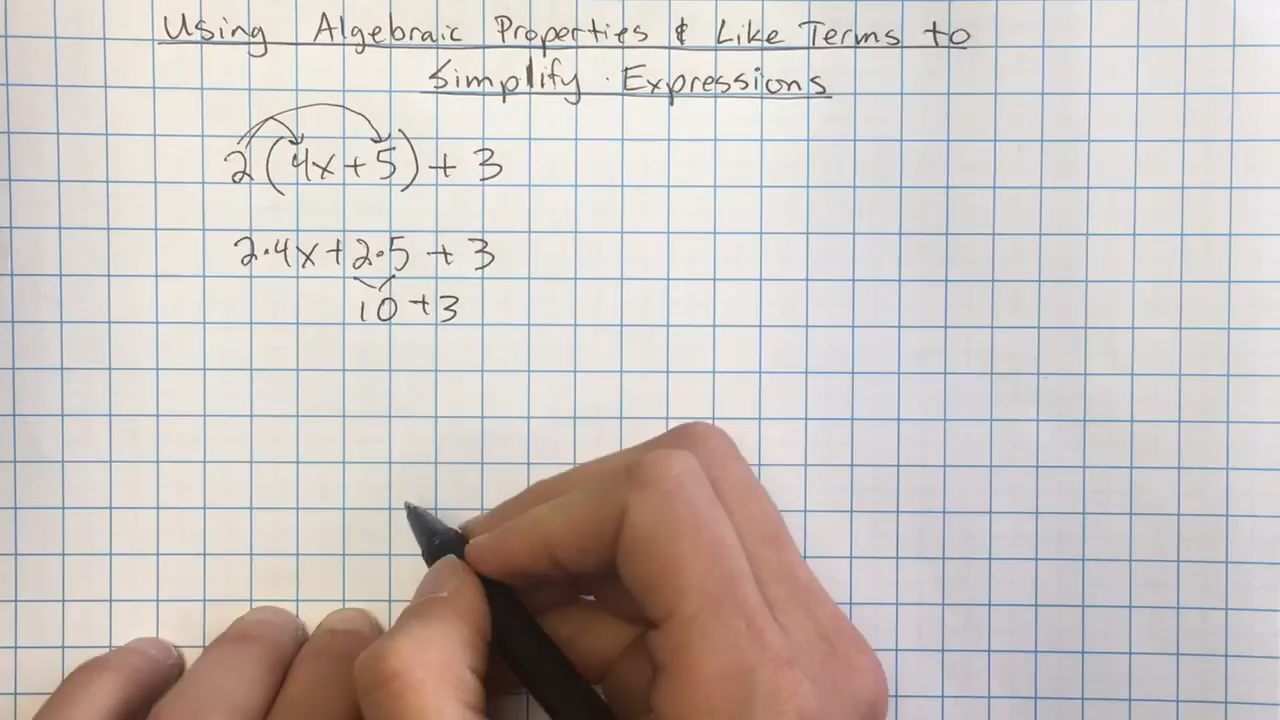 Using Algebraic Properties & Like Terms to
Simplify Expressions
2(4x+5)+3
2·4x+2·5+3
10+3